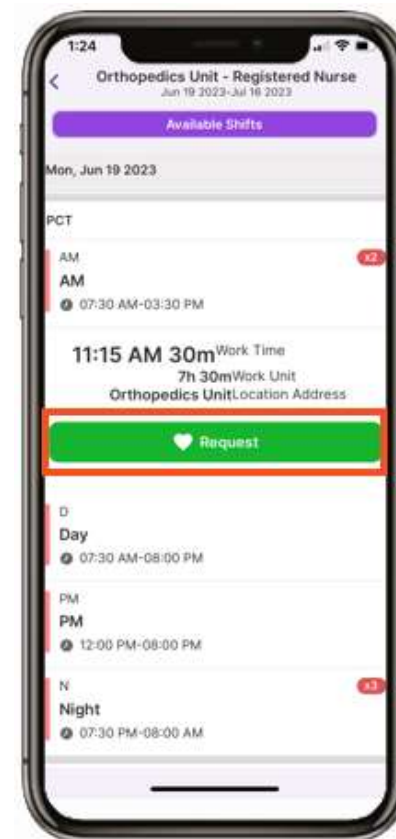 1:24
Orthopedics Unit - Registered Nurse
Jun 19 2023-Jul 16 2023
Available Shifts
Mon, Jun 19 2023
PCT
AM x2
AM
07:30 AM-03:30 PM
11:15 AM 30m Work Time
7h 30m Work Unit
Orthopedics Unit Location Address
Request
D
Day
07:30 AM-08:00 PM
PM
PM
12:00 PM-08:00 PM
N x3
Night
07:30 PM-08:00 AM